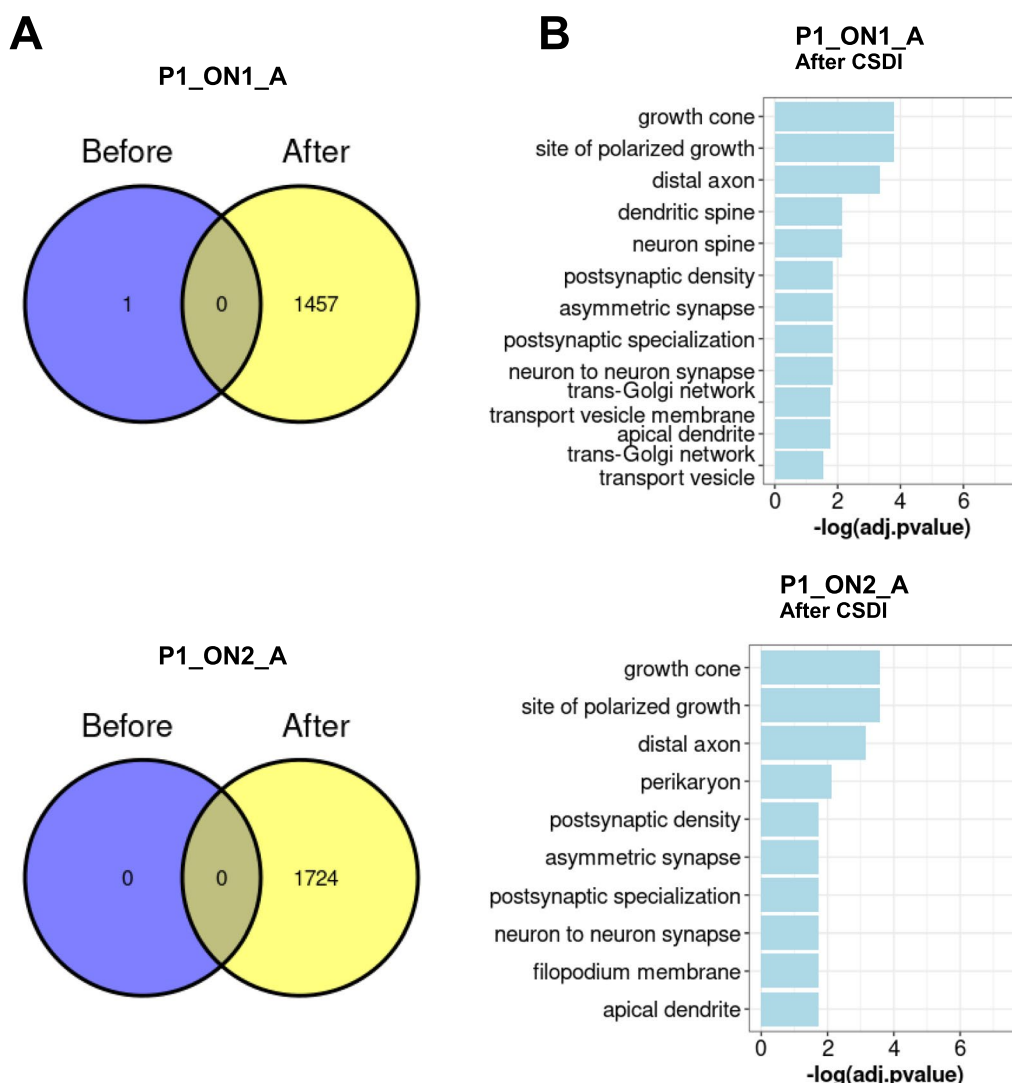 A
P1_ON1_A
Before
After
1
0
1457
P1_ON2_A
Before
After
0
0
1724
B
P1_ON1_A
After CSDI
growth cone
site of polarized growth
distal axon
dendritic spine
neuron spine
postsynaptic density
asymmetric synapse
postsynaptic specialization
neuron to neuron synapse
trans-Golgi network
transport vesicle membrane
apical dendrite
trans-Golgi network
transport vesicle
0 2 4 6
-log(adj.pvalue)
P1_ON2_A
After CSDI
growth cone
site of polarized growth
distal axon
perikaryon
postsynaptic density
asymmetric synapse
postsynaptic specialization
neuron to neuron synapse
filopodium membrane
apical dendrite
0 2 4 6
-log(adj.pvalue)